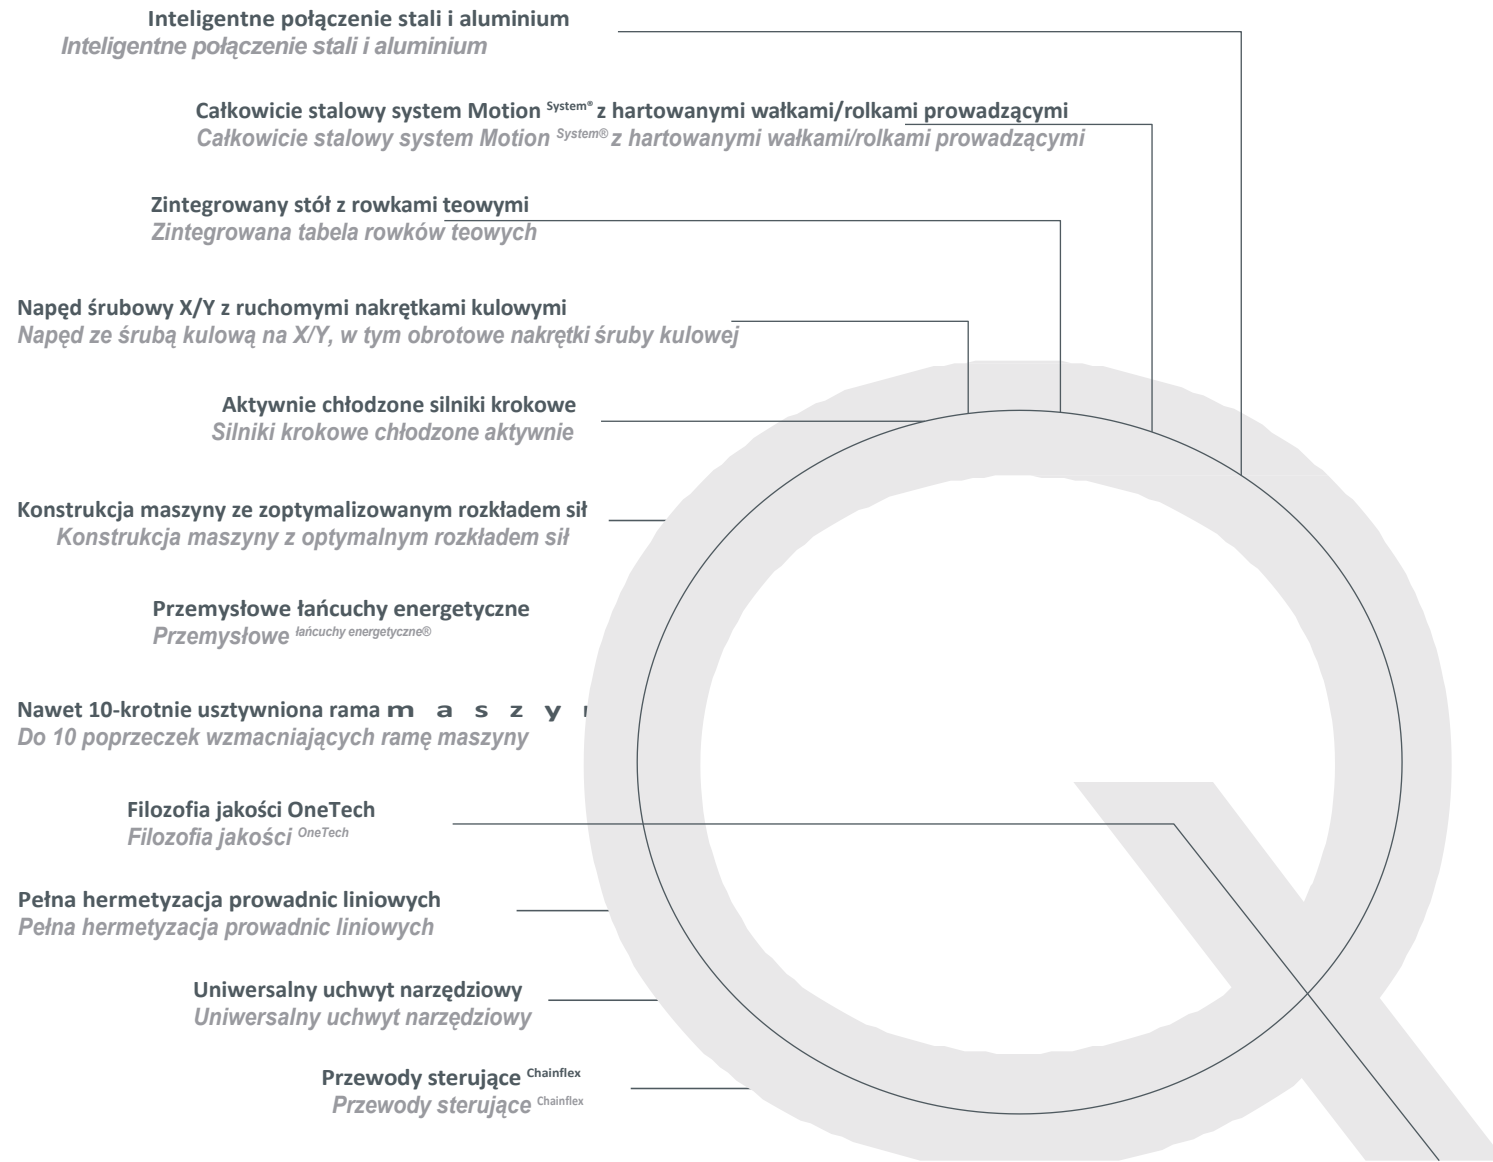 Inteligentne połączenie stali i aluminium
Inteligentne połączenie stali i aluminium
Całkowicie stalowy system Motion System® z hartowanymi wałkami/rolkami prowadzącymi
Całkowicie stalowy system Motion System® z hartowanymi wałkami/rolkami prowadzącymi
Zintegrowany stół z rowkami teowymi
Zintegrowana tabela rowków teowych
Napęd śrubowy X/Y z ruchomymi nakrętkami kulowymi
Napęd ze śrubą kulową na X/Y, w tym obrotowe nakrętki śruby kulowej
Aktywnie chłodzone silniki krokowe
Silniki krokowe chłodzone aktywnie
Konstrukcja maszyny ze zoptymalizowanym rozkładem sił
Konstrukcja maszyny z optymalnym rozkładem sił
Przemysłowe łańcuchy energetyczne
Przemysłowe łańcuchy energetyczne®
Nawet 10-krotnie usztywniona rama m a s z y
Do 10 poprzeczek wzmacniających ramę maszyny
Filozofia jakości OneTech
Filozofia jakości OneTech
Pełna hermetyzacja prowadnic liniowych
Pełna hermetyzacja prowadnic liniowych
Uniwersalny uchwyt narzędziowy
Uniwersalny uchwyt narzędziowy
Przewody sterujące Chainflex
Przewody sterujące Chainflex